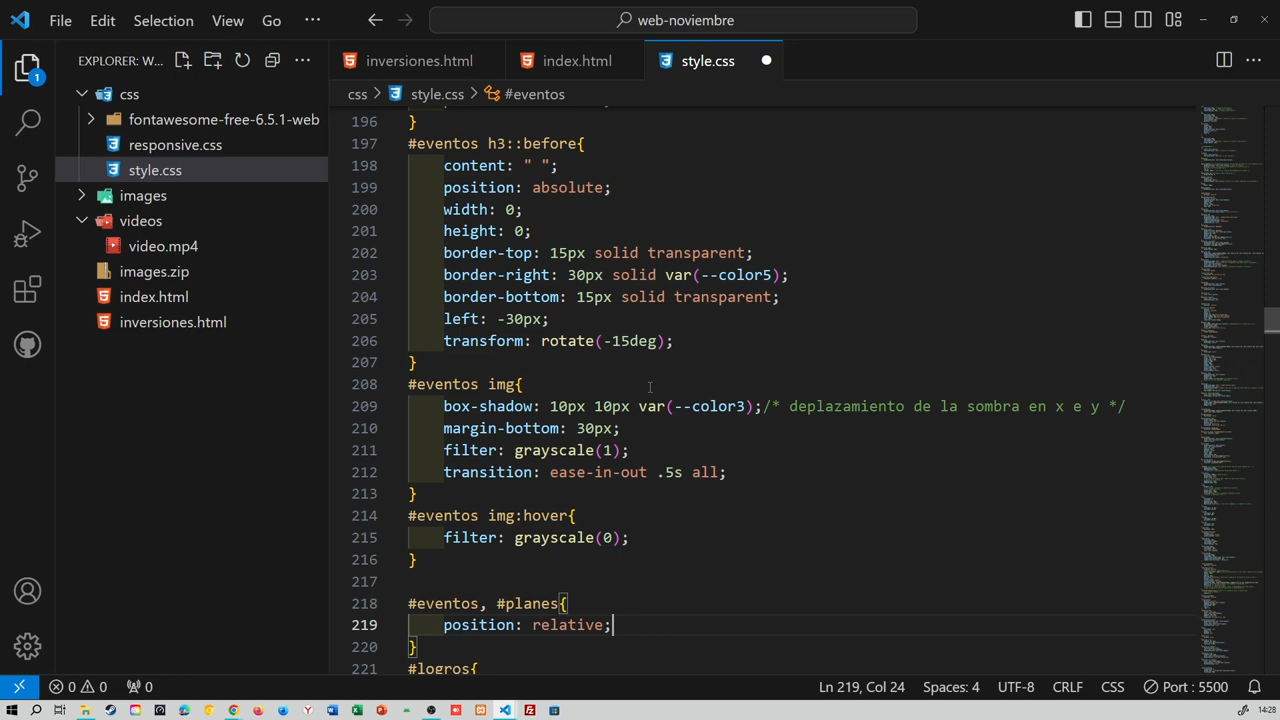 File Edit Selection View Go ··· web-noviembre
EXPLORER: W... ···
inversiones.html index.html style.css ···
css > style.css > #eventos
css
fontawesome-free-6.5.1-web
responsive.css
style.css
images
videos
video.mp4
images.zip
index.html
inversiones.html
1
196 }
197 #eventos h3::before{
198 content: " ";
199 position: absolute;
200 width: 0;
201 height: 0;
202 border-top: 15px solid transparent;
203 border-left: 30px solid var(--color5);
204 border-bottom: 15px solid transparent;
205 left: px;
206 transform: rotate(-15deg);
207 }
208 #eventos img{
209 box-shadow: 10px 10px var(--color3);/* sombra en x e y */
210 margin-bottom: 30px;
211 filter: grayscale(1);
212 transition: ease-in-out .5s all;
213 }
214 #eventos img:hover{
215 filter: grayscale(0);
216 }
217
218 #eventos, #planes{
219 position: relative;
220 }
221 #logros{
0 0 0 Ln 219, Col 24 Spaces: 4 UTF-8 CRLF CSS Port : 5500
14:28